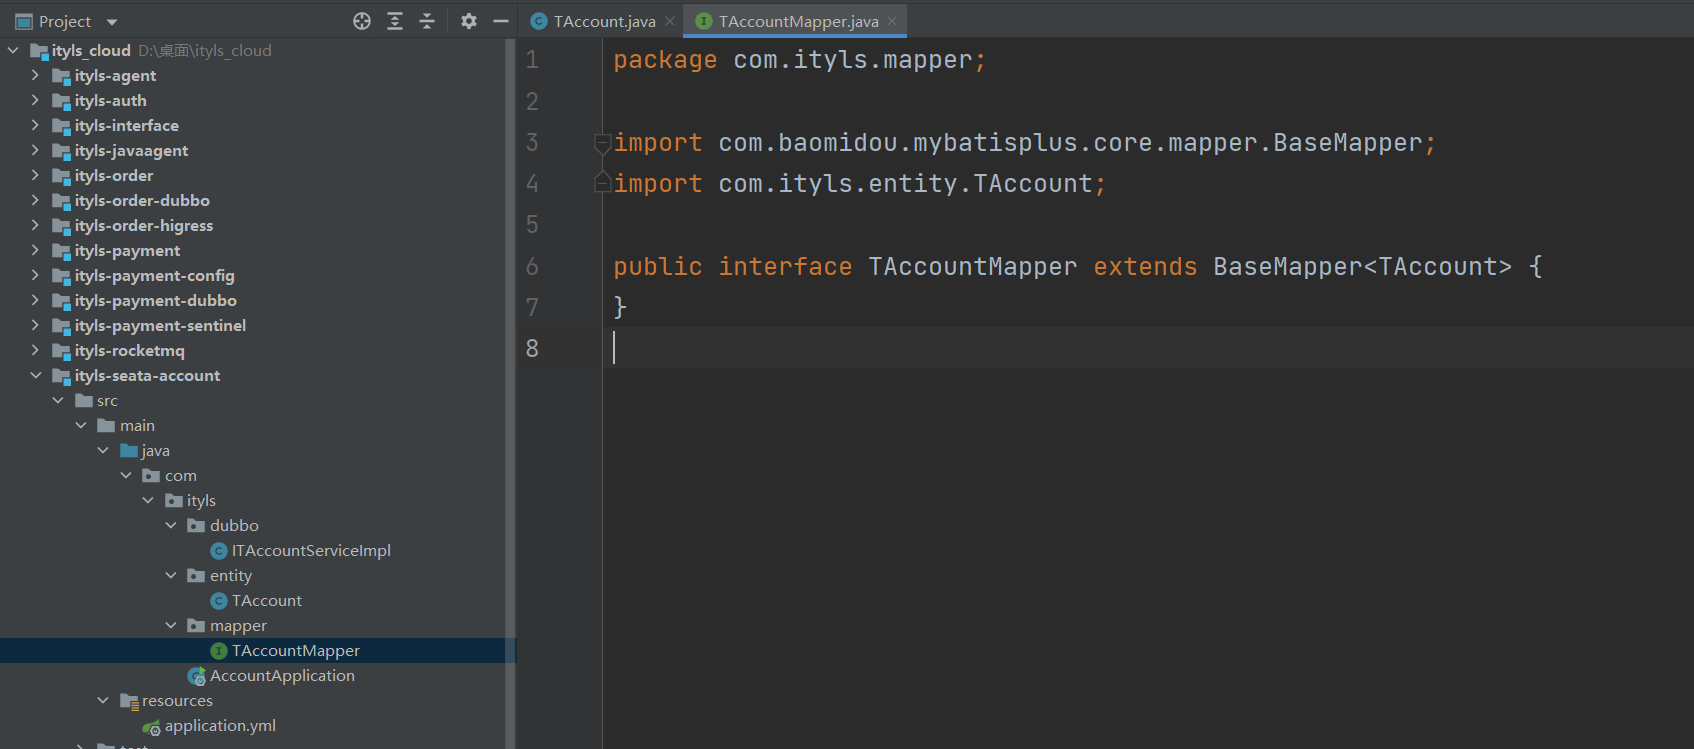 Project
TAccount.java
TAccountMapper.java
ityls_cloud D:\桌面\ityls_cloud
ityls-agent
ityls-auth
ityls-interface
ityls-javaagent
ityls-order
ityls-order-dubbo
ityls-order-higress
ityls-payment
ityls-payment-config
ityls-payment-dubbo
ityls-payment-sentinel
ityls-rocketmq
ityls-seata-account
src
main
java
com
ityls
dubbo
ITAccountServiceImpl
entity
TAccount
mapper
TAccountMapper
AccountApplication
resources
application.yml
1 package com.ityls.mapper;
2
3 import com.baomidou.mybatisplus.core.mapper.BaseMapper;
4 import com.ityls.entity.TAccount;
5
6 public interface TAccountMapper extends BaseMapper<TAccount> {
7 }
8